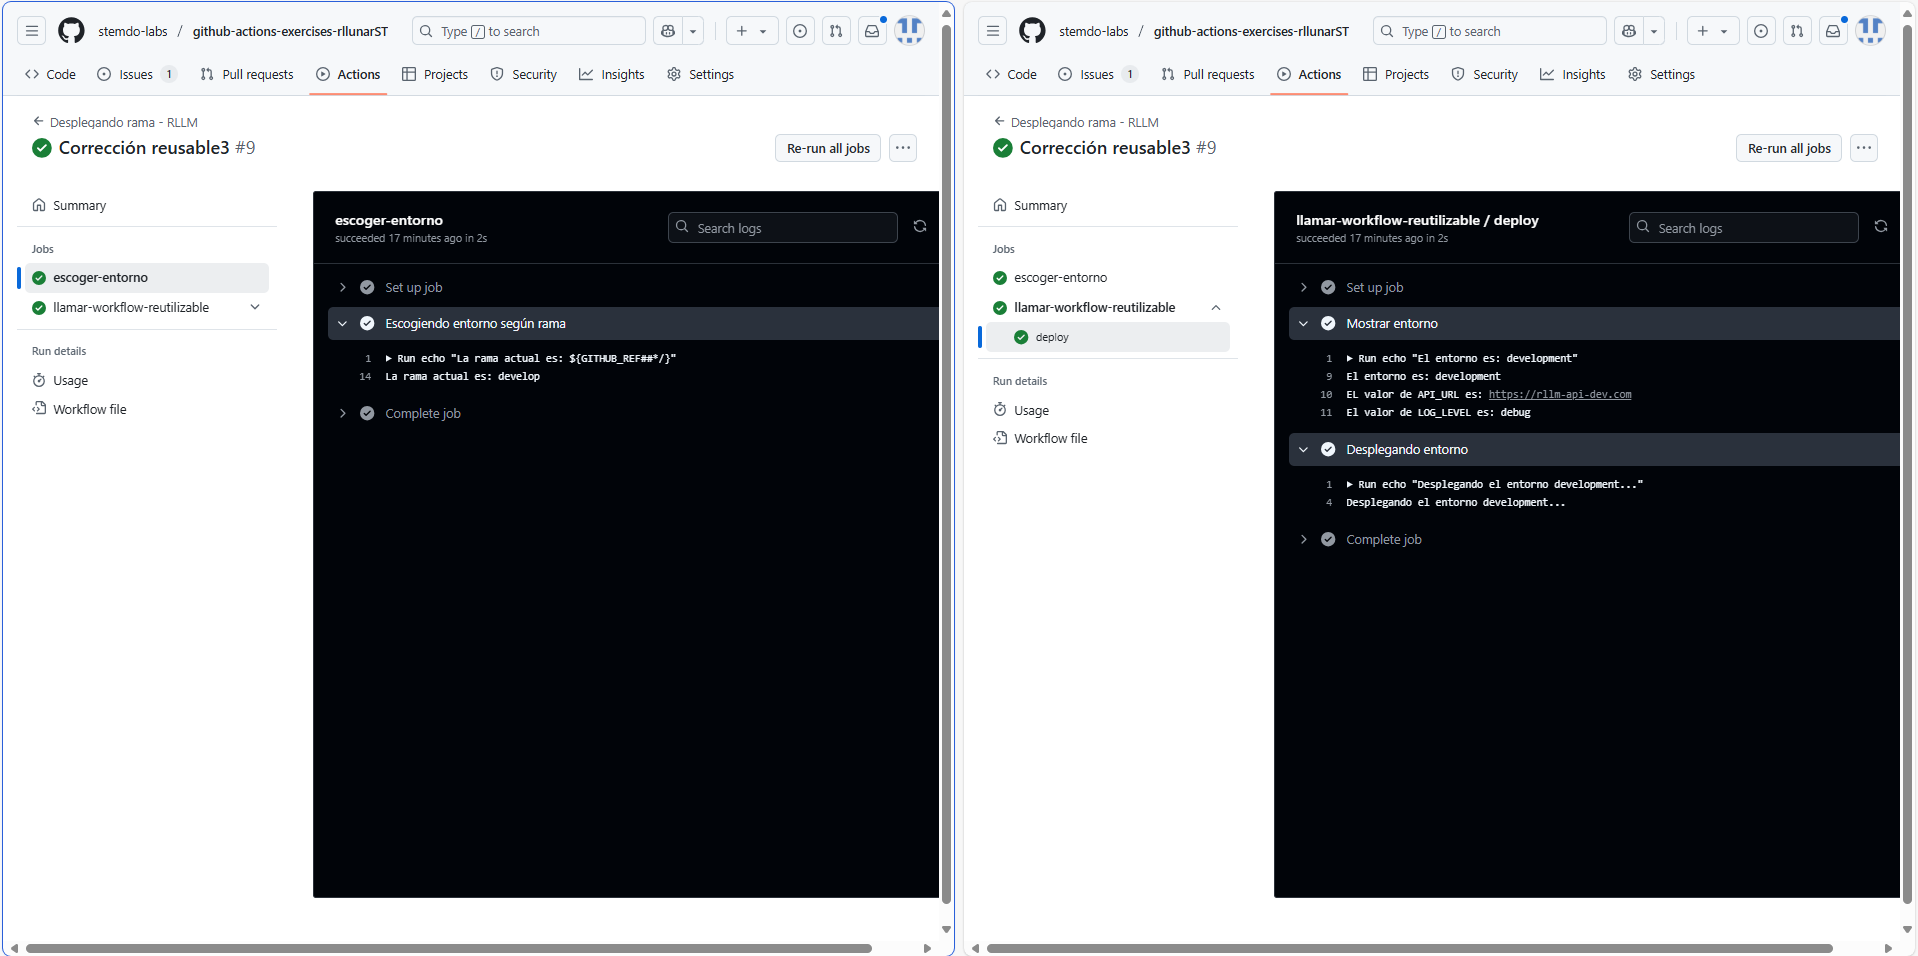 stemdo-labs / github-actions-exercises-rllunarST Type / to search
Code Issues 1 Pull requests Actions Projects Security Insights Settings
Desplegando rama - RLLM
Corrección reusable3 #9
Re-run all jobs
Summary
Jobs
escoger-entorno
llamar-workflow-reutilizable
Run details
Usage
Workflow file
escoger-entorno
succeeded 17 minutes ago in 2s
Search logs
Set up job
Escogiendo entorno según rama
1 Run echo "La rama actual es: ${GITHUB_REF##*/}"
14 La rama actual es: develop
Complete job
stemdo-labs / github-actions-exercises-rllunarST Type / to search
Code Issues 1 Pull requests Actions Projects Security Insights Settings
Desplegando rama - RLLM
Corrección reusable3 #9
Re-run all jobs
Summary
Jobs
escoger-entorno
llamar-workflow-reutilizable
deploy
Run details
Usage
Workflow file
llamar-workflow-reutilizable / deploy
succeeded 17 minutes ago in 2s
Search logs
Set up job
Mostrar entorno
1 Run echo "El entorno es: development"
9 El entorno es: development
10 EL valor de API_URL es: https://rllm-api-dev.com
11 El valor de LOG_LEVEL es: debug
Desplegando entorno
1 Run echo "Desplegando el entorno development..."
4 Desplegando el entorno development...
Complete job